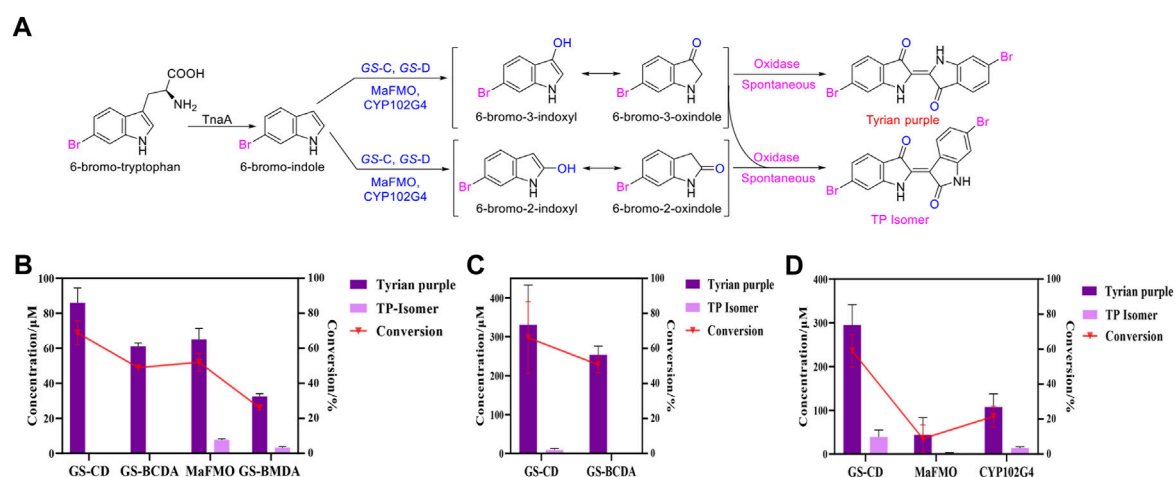 A
COOH
NH2
Br
N
H
6-bromo-tryptophan
TnaA
Br
N
H
6-bromo-indole
GS-C, GS-D
MaFMO,
CYP102G4
GS-C, GS-D
MaFMO,
CYP102G4
OH
Br
N
H
6-bromo-3-indoxyl
O
Br
N
H
6-bromo-3-oxindole
Br
N
H
OH
6-bromo-2-indoxyl
Br
N
H
O
6-bromo-2-oxindole
Oxidase
Spontaneous
Oxidase
Spontaneous
O
H
N
Br
Br
N
H
O
Tyrian purple
Br
O
Br
N
H
NH
O
TP Isomer
B
Concentration/μM
100
80
60
40
20
0
GS-CD GS-BCDA MaFMO GS-BMDA
100
80
60
40
20
0
Conversion/%
Tyrian purple
TP-Isomer
Conversion
C
Concentration/μM
400
300
200
100
0
GS-CD GS-BCDA
100
80
60
40
20
0
Conversion/%
Tyrian purple
TP Isomer
Conversion
D
Concentration/μM
400
300
200
100
0
GS-CD MaFMO CYP102G4
100
80
60
40
20
0
Conversion/%
Tyrian purple
TP Isomer
Conversion